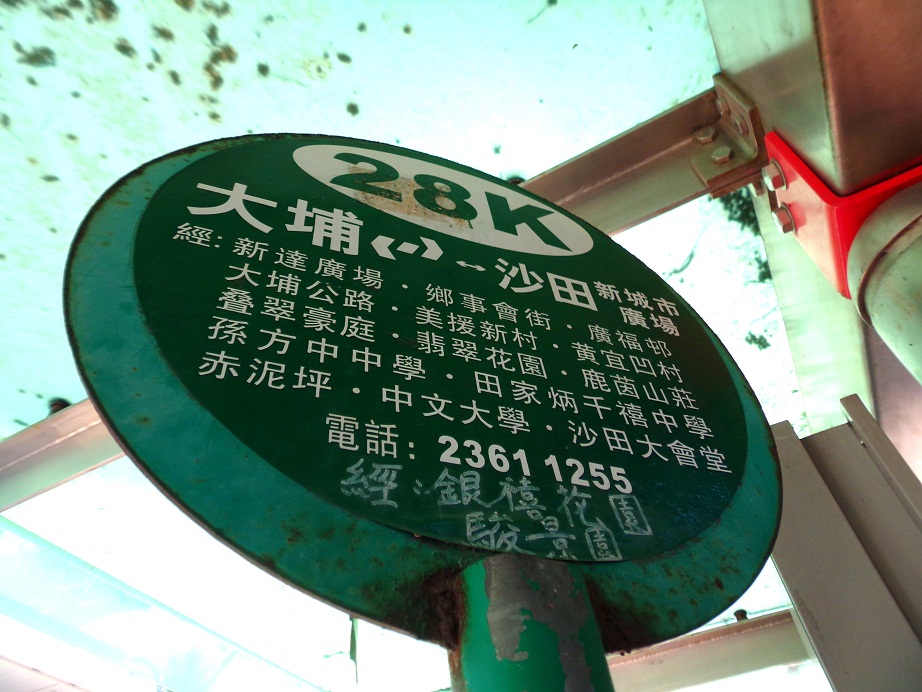 28K
大埔<··>↔沙田新城市廣場
經:新達廣場·鄉事會街·廣福邨
大埔公路·美援新村·黃宜凹村
叠翠豪庭·翡翠花園·鹿茵山莊
孫方中中學·田家炳千禧中學
赤泥坪·中文大學·沙田大會堂
電話:2361 1255
經:銀禧花園
駿景園